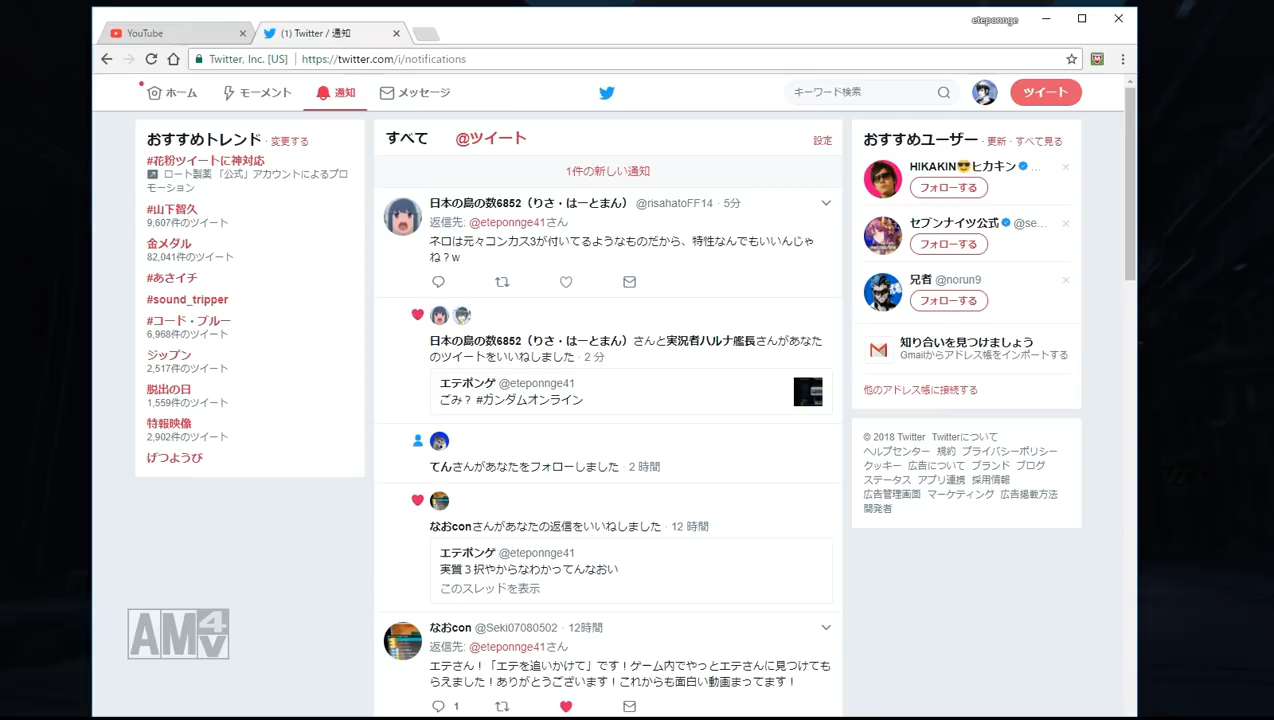 eteponnge
YouTube
(1) Twitter / 通知
Twitter, Inc. [US]
https://twitter.com/i/notifications
ホーム
モーメント
通知
メッセージ
キーワード検索
ツイート
おすすめトレンド · 変更する
#花粉ツイートに神対応
ロート製薬 「公式」アカウントによるプロ
モーション
#山下智久
9,607件のツイート
金メダル
82,041件のツイート
#あさイチ
#sound_tripper
#コード・ブルー
6,968件のツイート
ジップン
2,517件のツイート
脱出の日
1,559件のツイート
特報映像
2,902件のツイート
げつようび
AM4V
すべて
@ツイート
設定
1件の新しい通知
日本の島の数6852（りさ・はーとまん） @risahatoFF14 · 5分
返信先: @eteponnge41さん
ネロは元々コンカス3が付いてるようなものだから、特性なんでもいいんじゃ
ね？w
日本の島の数6852（りさ・はーとまん）さんと実況者ハルナ艦長さんがあなた
のツイートをいいねしました · 2 分
エテポンゲ @eteponnge41
ごみ？ #ガンダムオンライン
てんさんがあなたをフォローしました · 2 時間
なおconさんがあなたの返信をいいねしました · 12 時間
エテポンゲ @eteponnge41
実質３択やからなわかってんなおい
このスレッドを表示
なおcon @Seki07080502 · 12時間
返信先: @eteponnge41さん
エテさん！「エテを追いかけて」です！ゲーム内でやっとエテさんに見つけても
らえました！ありがとうございます！これからも面白い動画まってます！
1
おすすめユーザー · 更新 · すべて見る
HIKAKIN😎ヒカキン ...
フォローする
セブンナイツ公式 @se...
フォローする
兄者 @norun9
フォローする
知り合いを見つけましょう
Gmailからアドレス帳をインポートする
他のアドレス帳に接続する
© 2018 Twitter Twitterについて
ヘルプセンター 規約 プライバシーポリシー
クッキー 広告について ブランド ブログ
ステータス アプリ連携 採用情報
広告管理画面 マーケティング 広告掲載方法
開発者